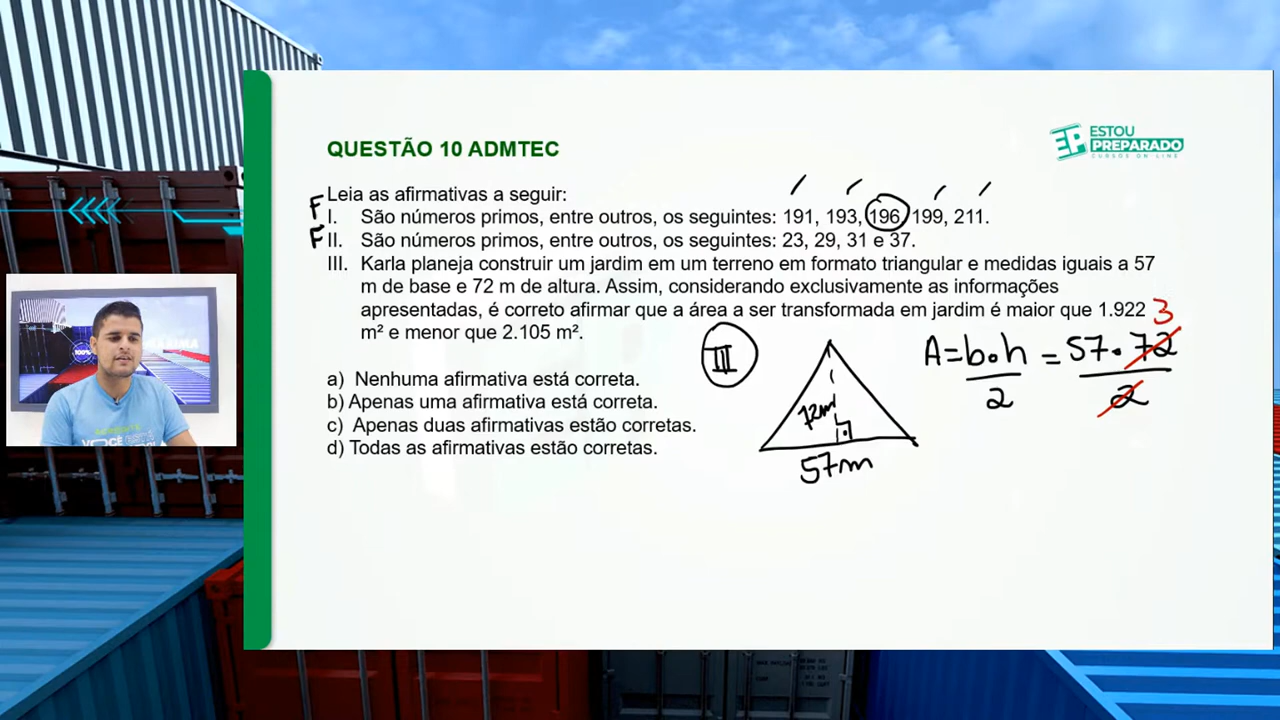 ESTOU
PREPARADO
CURSOS ON LINE
QUESTÃO 10 ADMTEC
Leia as afirmativas a seguir:
F I. São números primos, entre outros, os seguintes: 191, 193, 196, 199, 211.
F II. São números primos, entre outros, os seguintes: 23, 29, 31 e 37.
III. Karla planeja construir um jardim em um terreno em formato triangular e medidas iguais a 57
m de base e 72 m de altura. Assim, considerando exclusivamente as informações
apresentadas, é correto afirmar que a área a ser transformada em jardim é maior que 1.922
m² e menor que 2.105 m².
3
III
A = b.h = 57.72
2 2
72m
57m
a) Nenhuma afirmativa está correta.
b) Apenas uma afirmativa está correta.
c) Apenas duas afirmativas estão corretas.
d) Todas as afirmativas estão corretas.
100%